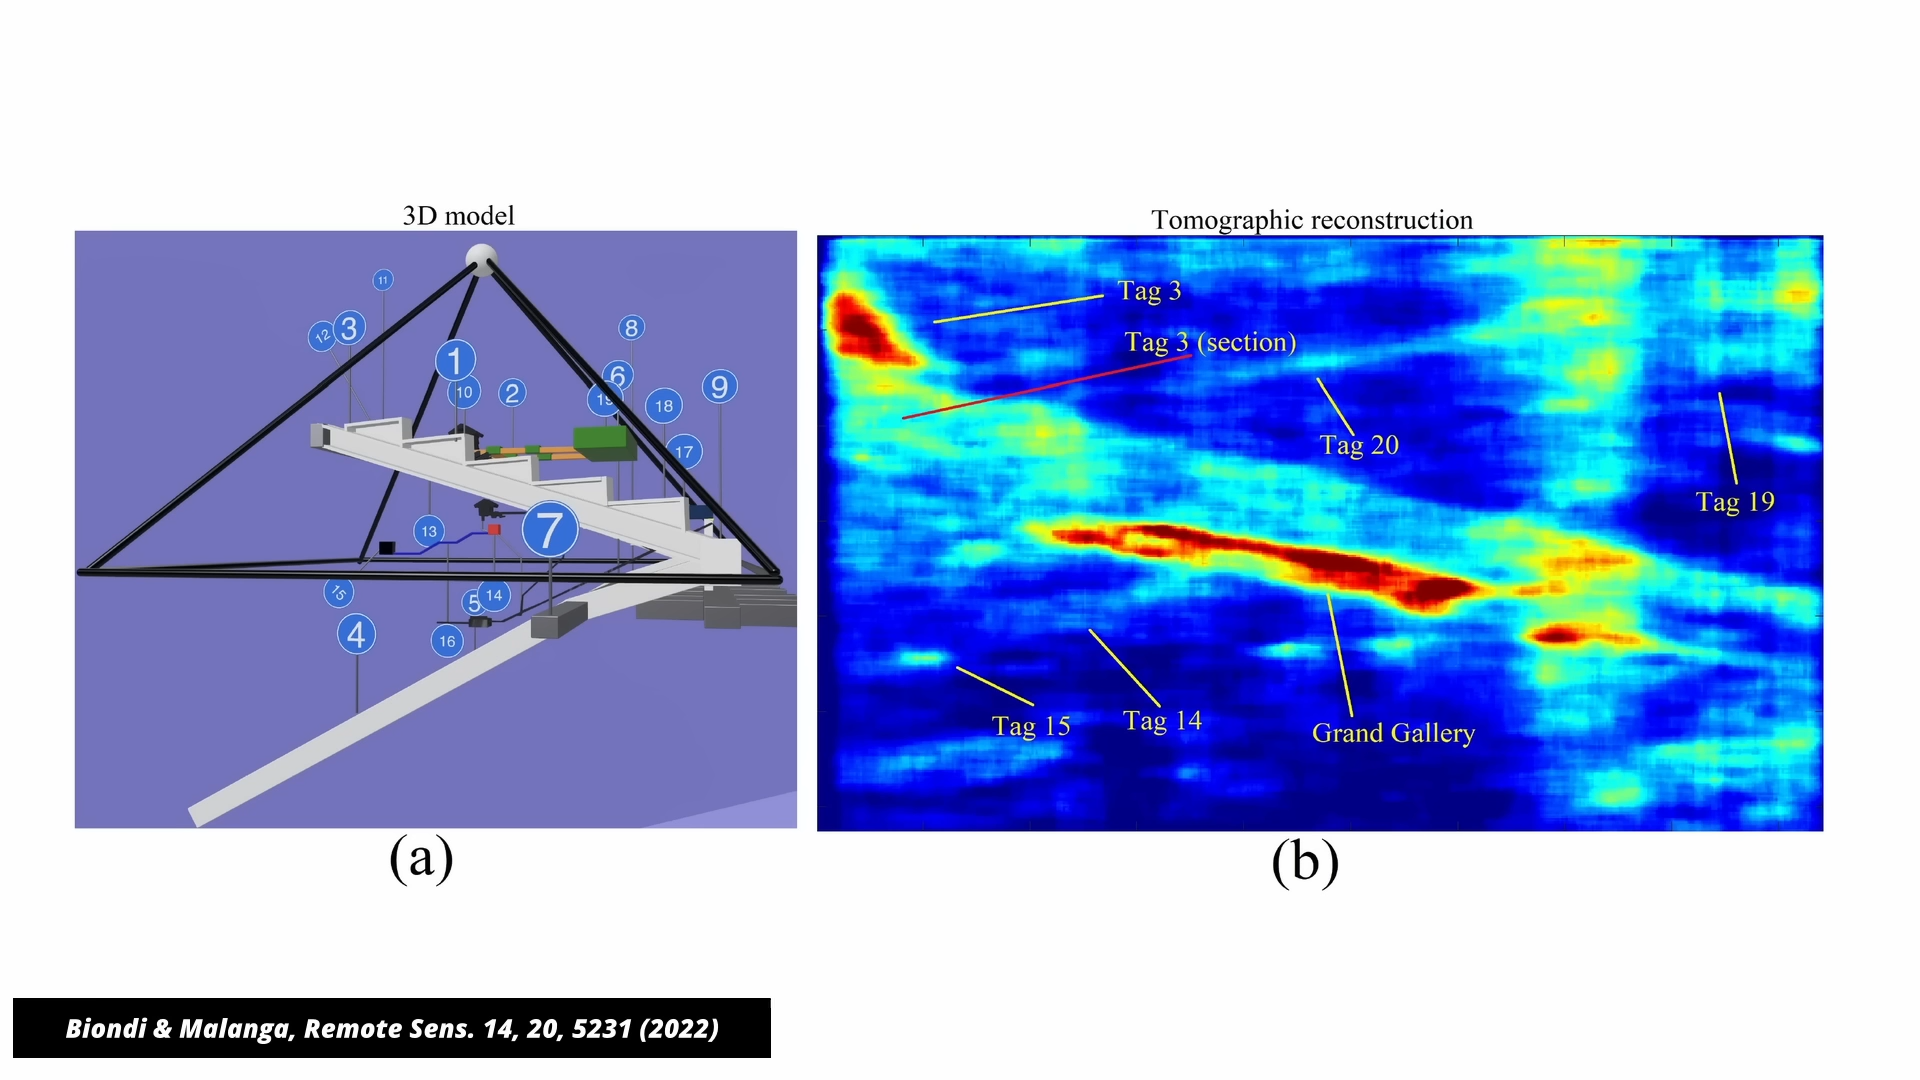 3D model
Tomographic reconstruction
11
12
3
8
1
6
9
10
2
19
18
17
13
7
15
5
14
4
16
Tag 3
Tag 3 (section)
Tag 20
Tag 19
Tag 15
Tag 14
Grand Gallery
(a)
(b)
Biondi & Malanga, Remote Sens. 14, 20, 5231 (2022)